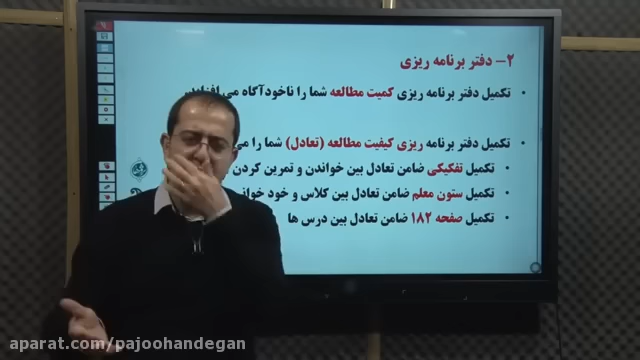 ۲- دفتر برنامه ریزی
تکمیل دفتر برنامه ریزی کمیت مطالعه شما را ناخودآگاه می
تکمیل دفتر برنامه ریزی کیفیت مطالعه (تعادل) شما را
تکمیل تفکیکی ضامن تعادل بین خواندن و تمرین کردن
تکمیل ستون معلم ضامن تعادل بین کلاس و خود
تکمیل صفحه ۱۸۲ ضامن تعادل بین درس ها
aparat.com/pajoohandegan